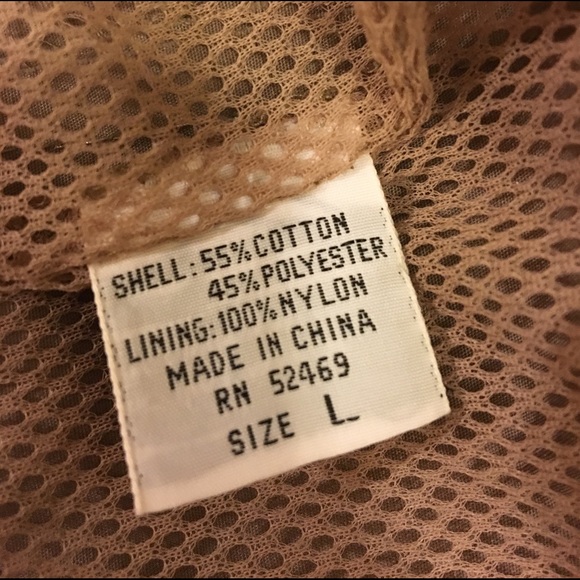 SHELL: 55% COTTON
45% POLYESTER
LINING: 100% NYLON
MADE IN CHINA
RN 52469
SIZE L